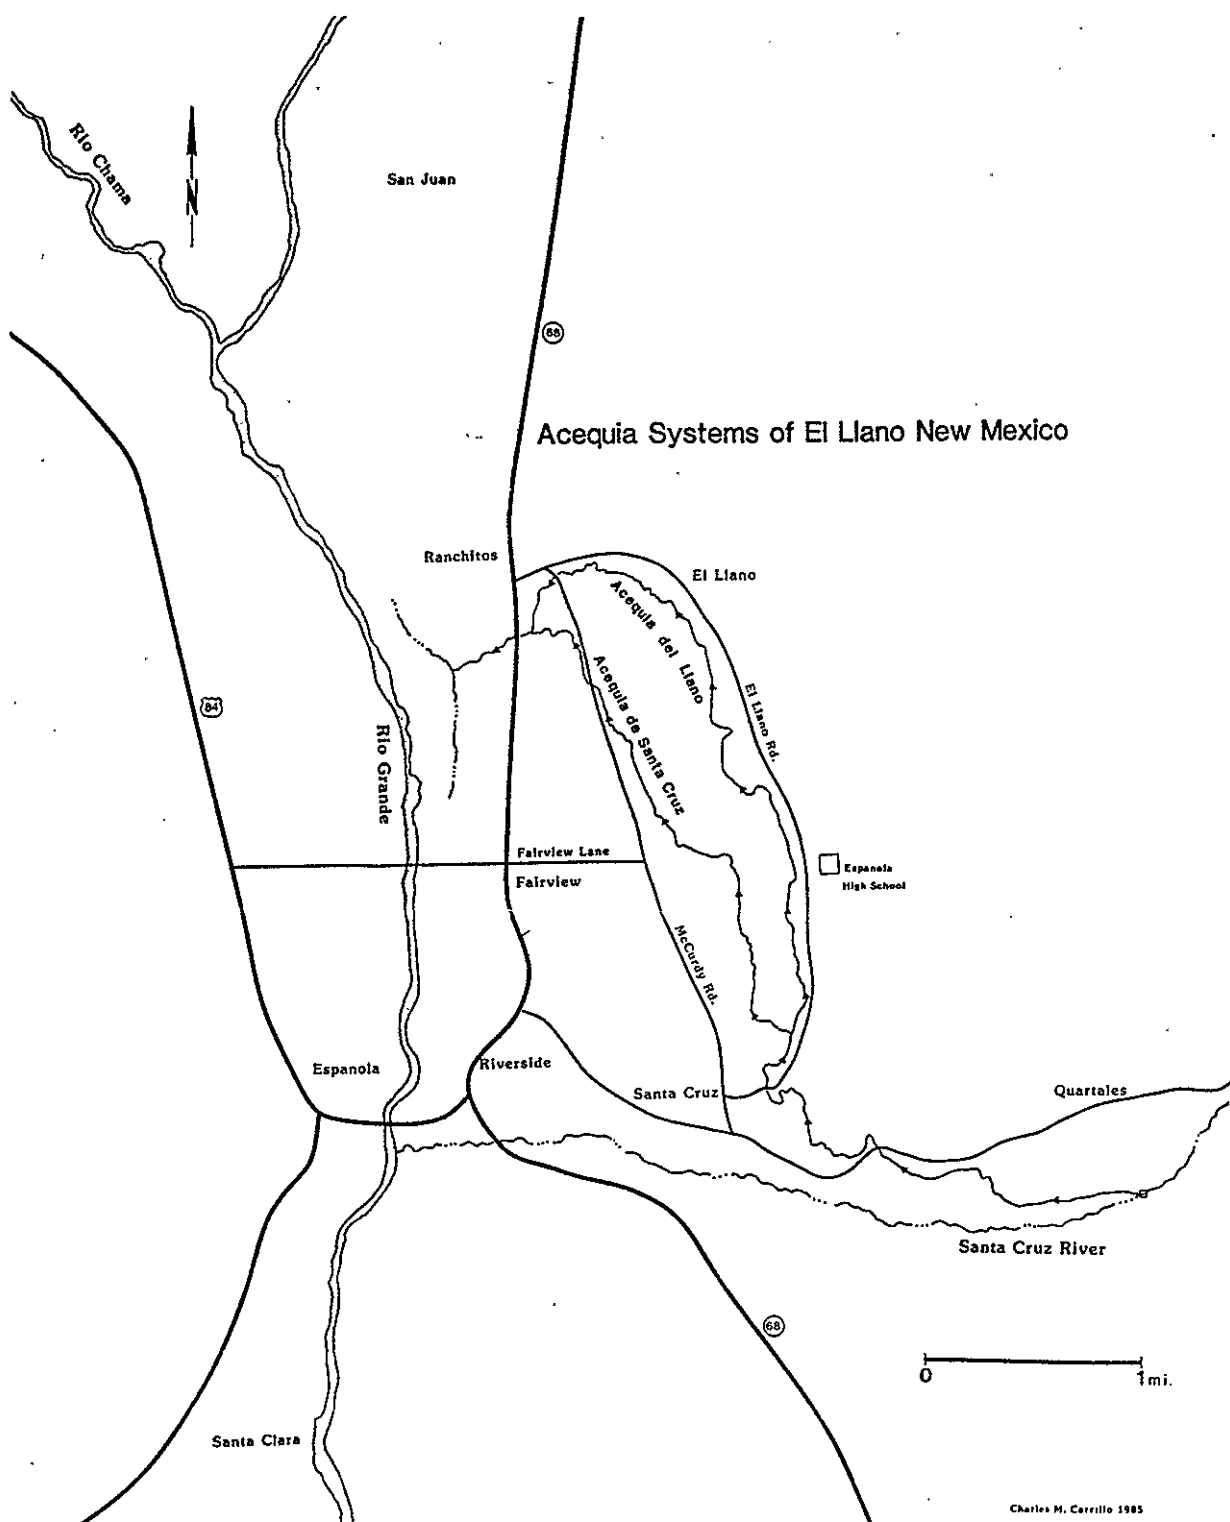 Rio Chama
N
San Juan
68
Acequia Systems of El Llano New Mexico
Ranchitos
El Llano
Acequia del Llano
Acequia de Santa Cruz
El Llano Rd.
84
Rio Grande
Fairview Lane
Fairview
Espanola
High School
McCurdy Rd.
Espanola
Riverside
Santa Cruz
Quartales
Santa Cruz River
68
0 1mi.
Santa Clara
Charles M. Carrillo 1985